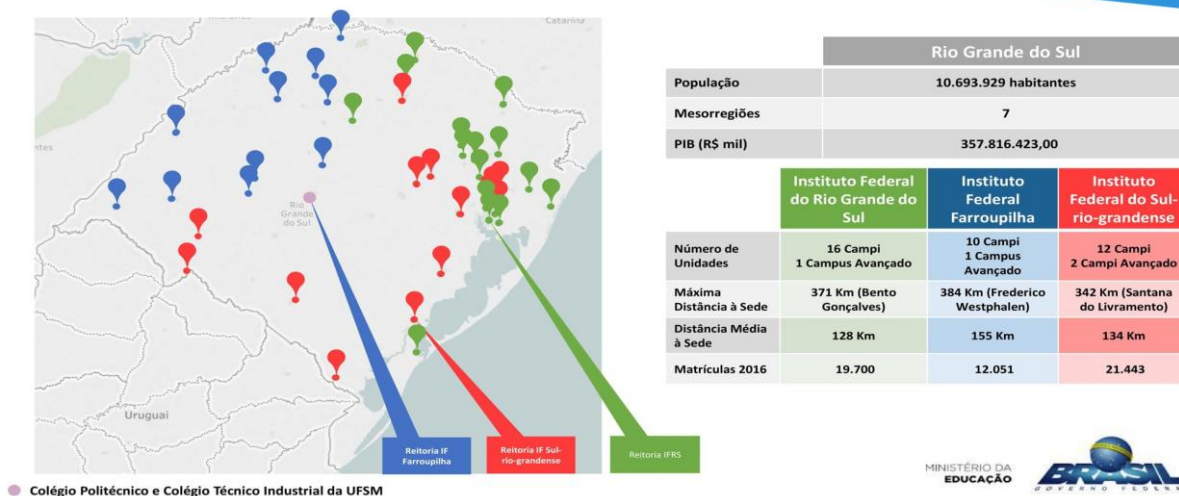 Catarina
entes
Rio
Grande
do Sul
Uruguai
Reitoria IF
Farroupilha
Reitoria IF Sul-
rio-grandense
Reitoria IFRS
Colégio Politécnico e Colégio Técnico Industrial da UFSM
Rio Grande do Sul
População
10.693.929 habitantes
Mesorregiões
7
PIB (R$ mil)
357.816.423,00
Instituto Federal
do Rio Grande do
Sul
Instituto
Federal
Farroupilha
Instituto
Federal do Sul-
rio-grandense
Número de
Unidades
16 Campi
1 Campus Avançado
10 Campi
1 Campus
Avançado
12 Campi
2 Campi Avançado
Máxima
Distância à Sede
371 Km (Bento
Gonçalves)
384 Km (Frederico
Westphalen)
342 Km (Santana
do Livramento)
Distância Média
à Sede
128 Km
155 Km
134 Km
Matrículas 2016
19.700
12.051
21.443
MINISTÉRIO DA
EDUCAÇÃO
BRASIL
GOVERNO FEDERAL